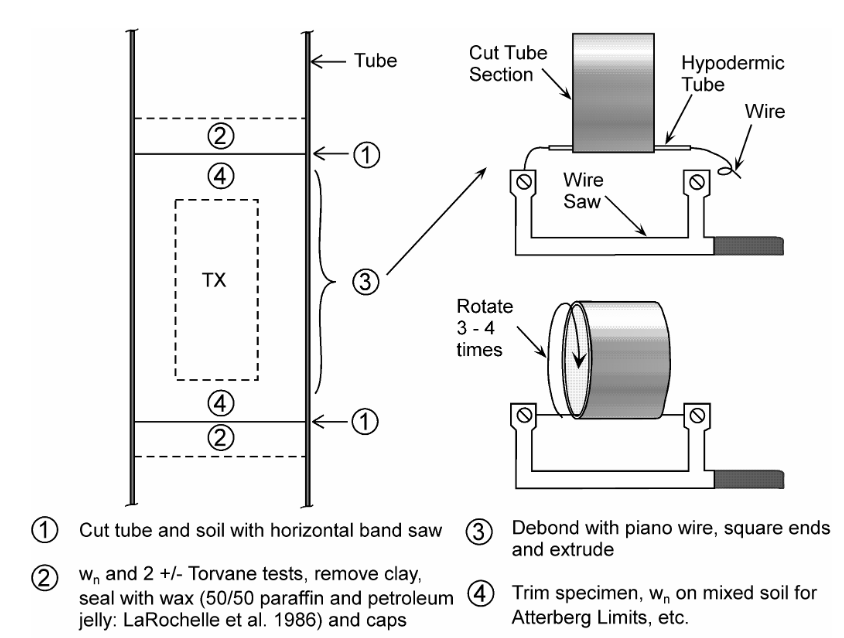 Tube
②
①
④
TX
③
④
①
②
Cut Tube
Section
Hypodermic
Tube
Wire
Wire
Saw
Rotate
3 - 4
times
① Cut tube and soil with horizontal band saw
② wn and 2 +/- Torvane tests, remove clay,
seal with wax (50/50 paraffin and petroleum
jelly: LaRochelle et al. 1986) and caps
③ Debond with piano wire, square ends
and extrude
④ Trim specimen, wn on mixed soil for
Atterberg Limits, etc.